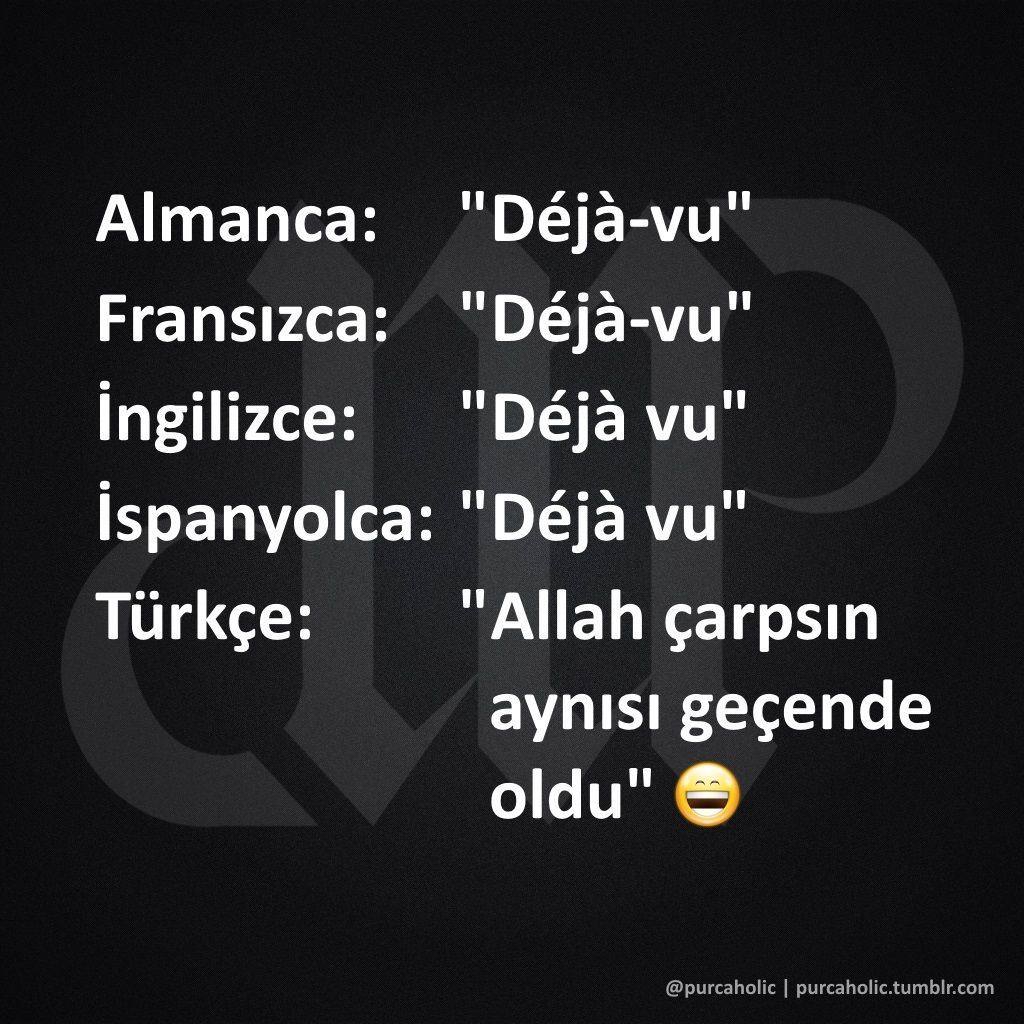 Almanca: "Déjà-vu"
Fransızca: "Déjà-vu"
İngilizce: "Déjà vu"
İspanyolca: "Déjà vu"
Türkçe: "Allah çarpsın
aynısı geçende
oldu" 😄
@purcaholic | purcaholic.tumblr.com